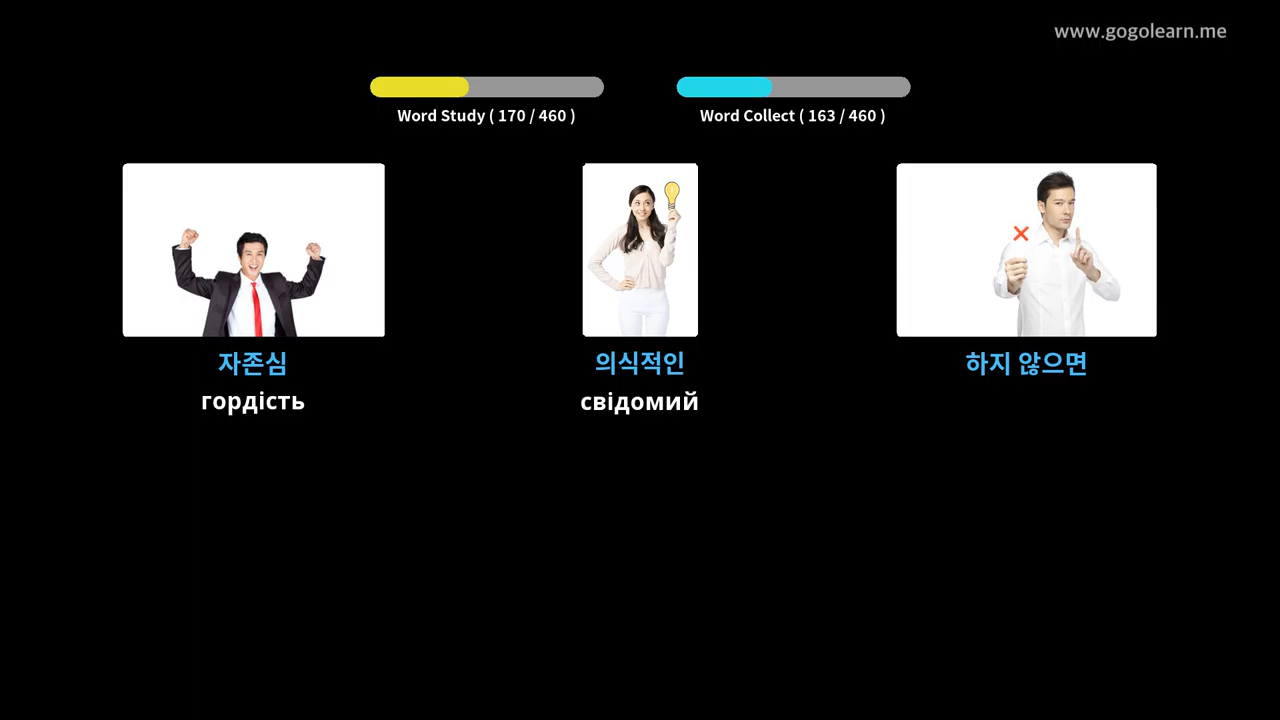 www.gogolearn.me
Word Study ( 170 / 460 )
Word Collect ( 163 / 460 )
자존심
гордість
의식적인
свідомий
하지 않으면